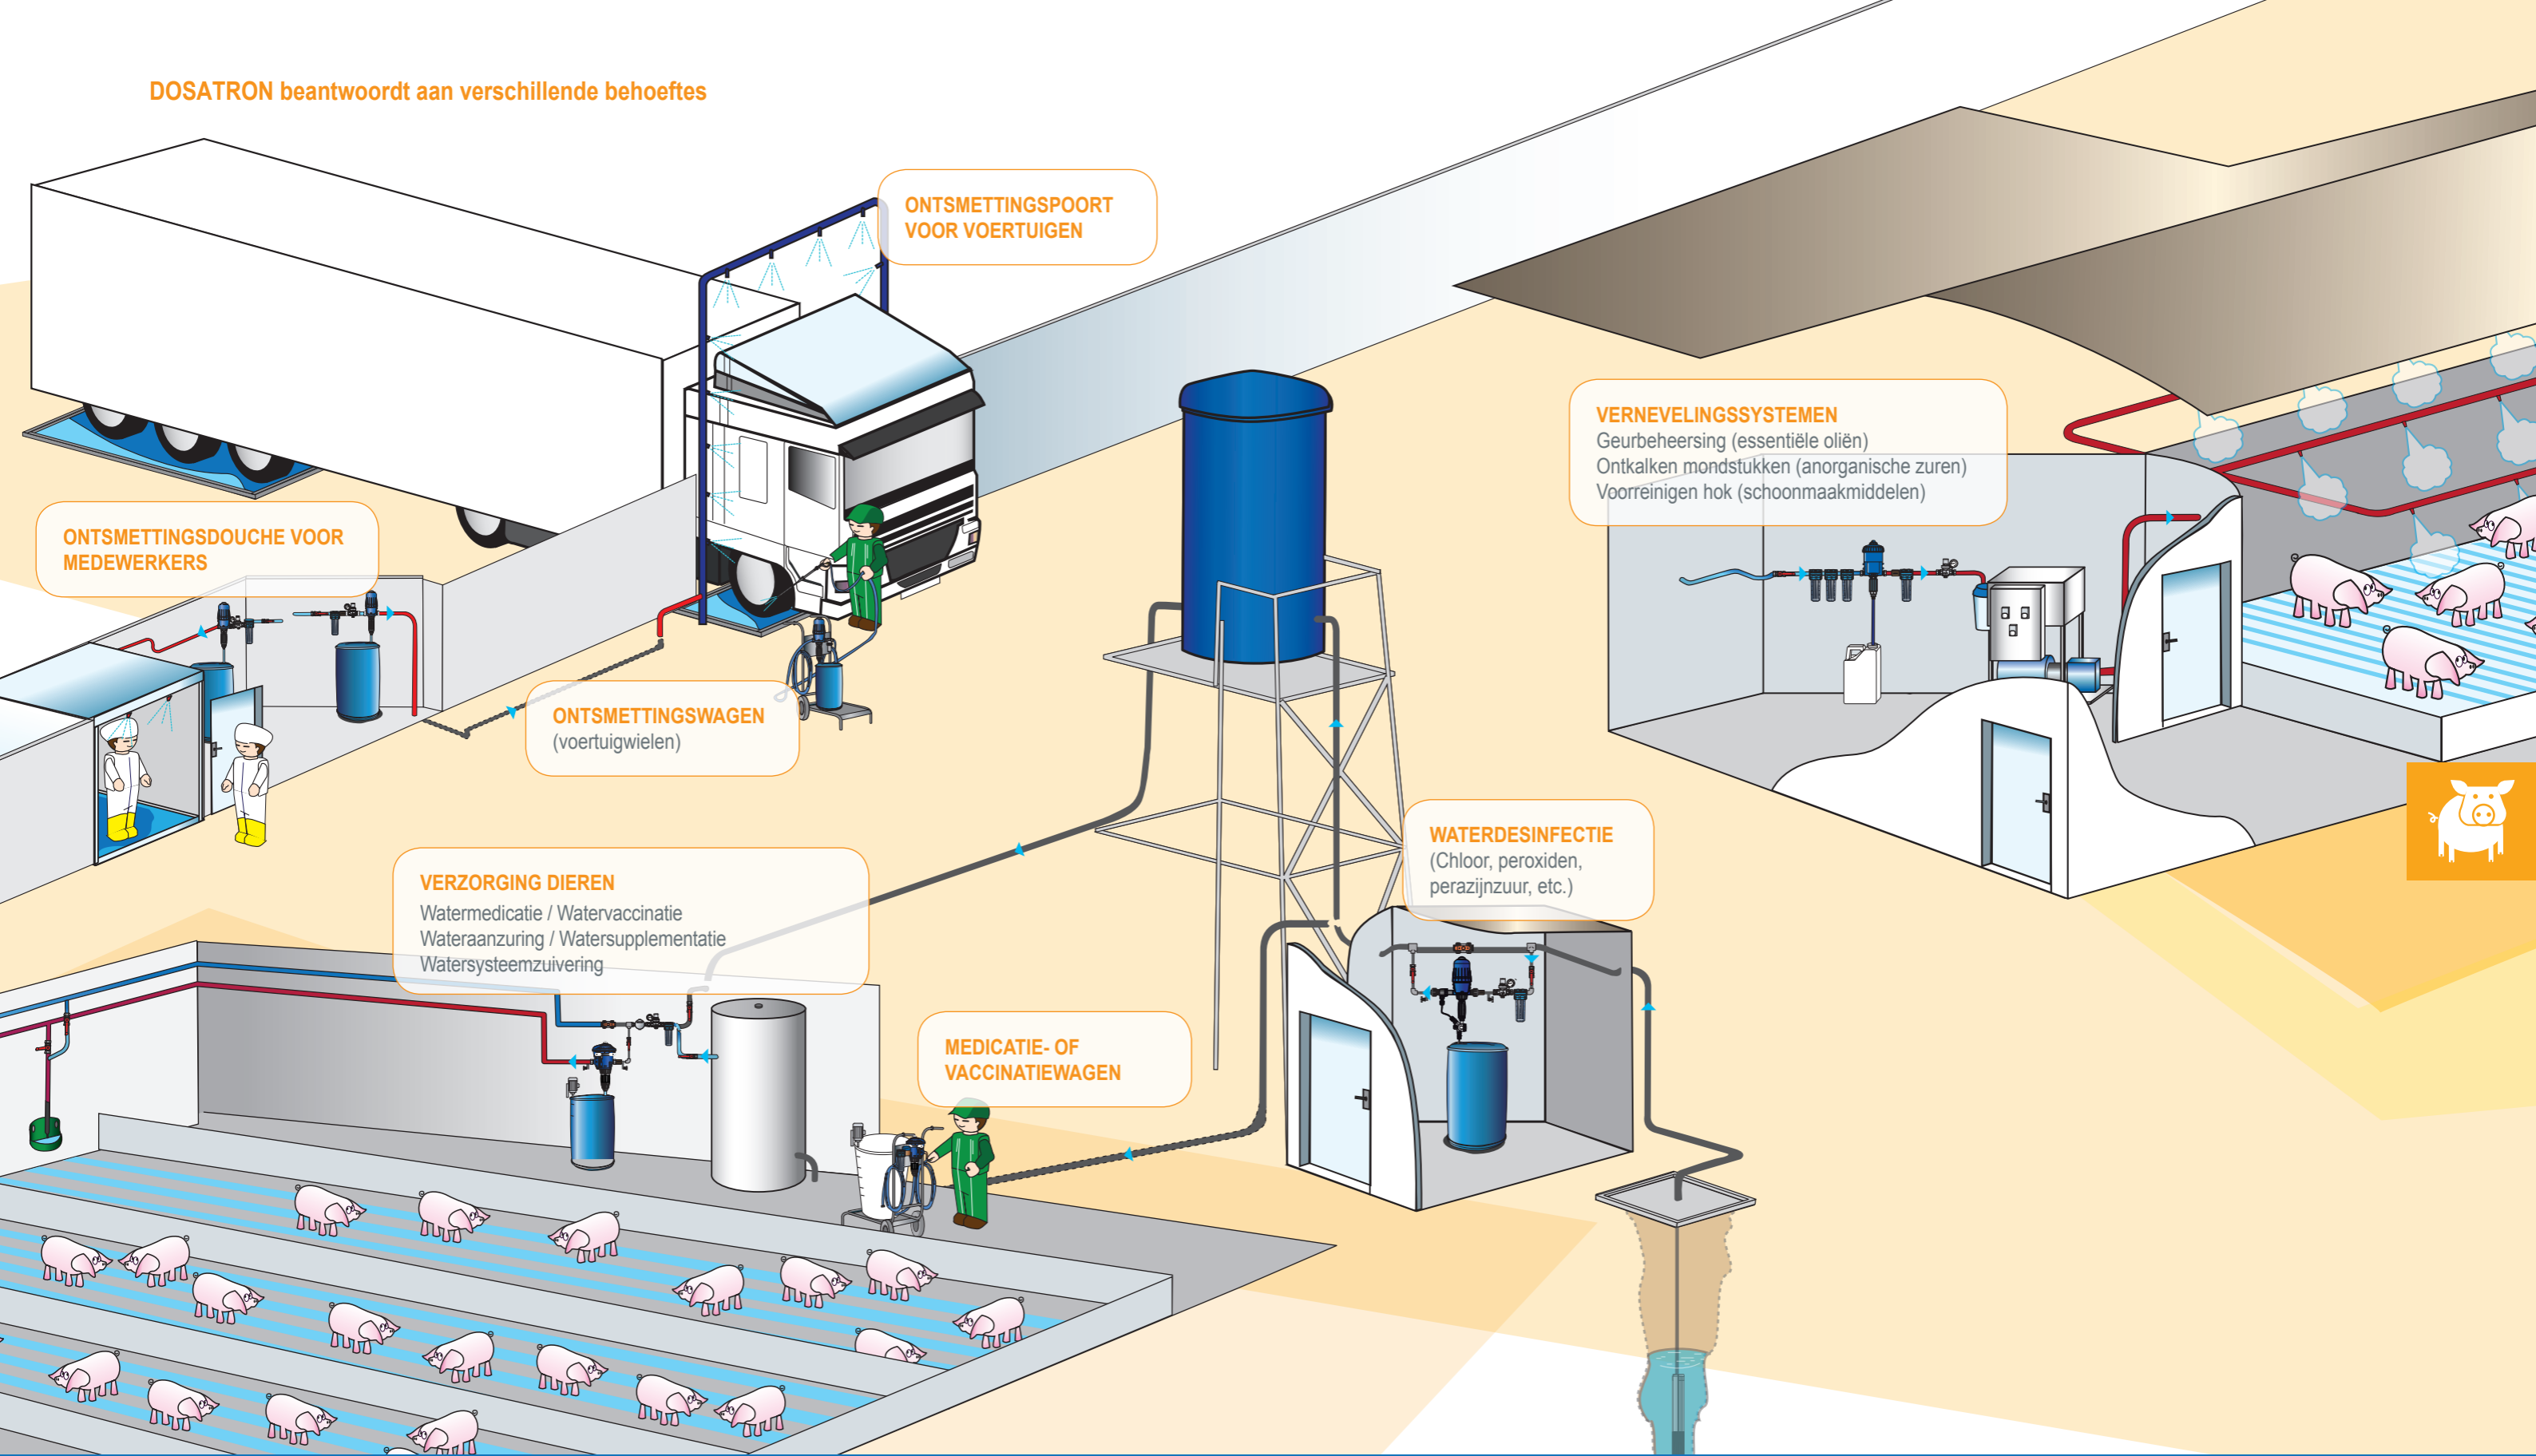 DOSATRON beantwoordt aan verschillende behoeftes
ONTSMETTINGSPOORT
VOOR VOERTUIGEN
VERNEVELINGSSYSTEMEN
Geurbeheersing (essentiële oliën)
Ontkalken mondstukken (anorganische zuren)
Voorreinigen hok (schoonmaakmiddelen)
ONTSMETTINGSDOUCHE VOOR
MEDEWERKERS
ONTSMETTINGSWAGEN
(voertuigwielen)
WATERDESINFECTIE
(Chloor, peroxiden,
perazijnzuur, etc.)
VERZORGING DIEREN
Watermedicatie / Watervaccinatie
Wateraanzuring / Watersupplementatie
Watersysteemzuivering
MEDICATIE- OF
VACCINATIEWAGEN